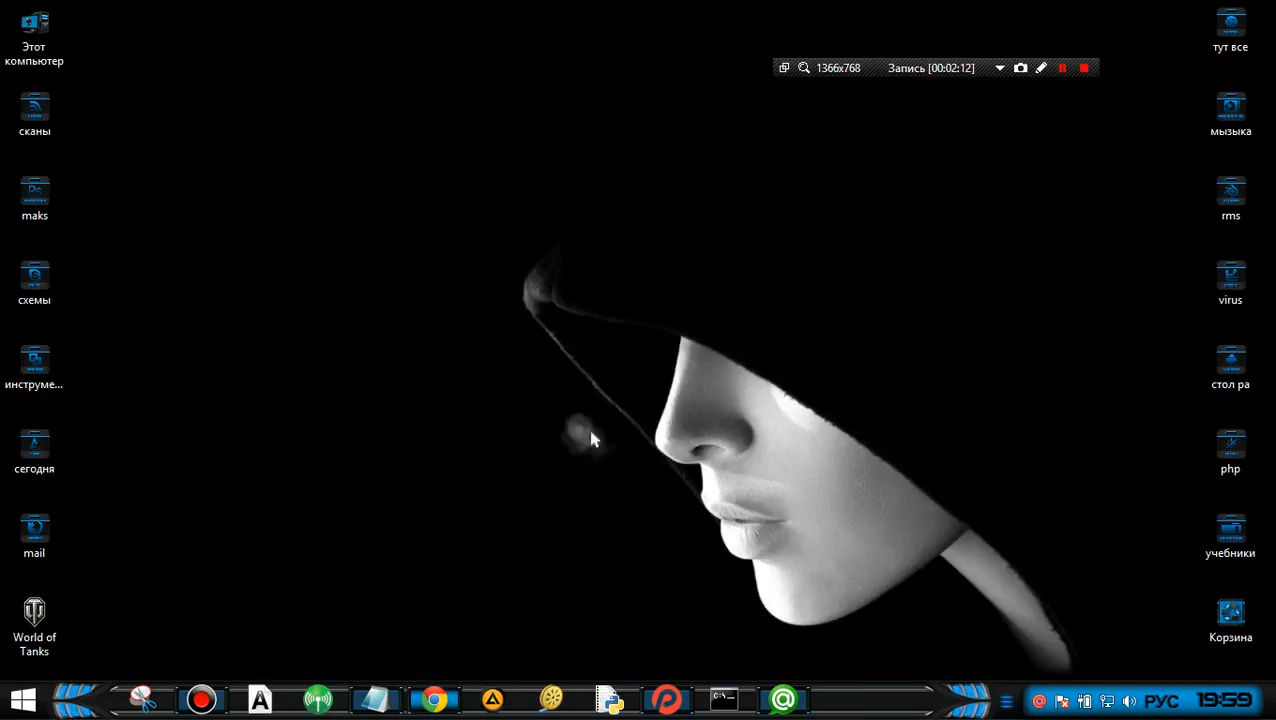 Этот
компьютер
сканы
maks
схемы
инструме...
сегодня
mail
World of
Tanks
1366x768 Запись [00:02:12]
тут все
мызыка
rms
virus
стол ра
php
учебники
Корзина
A
C:\
РУС 19:59